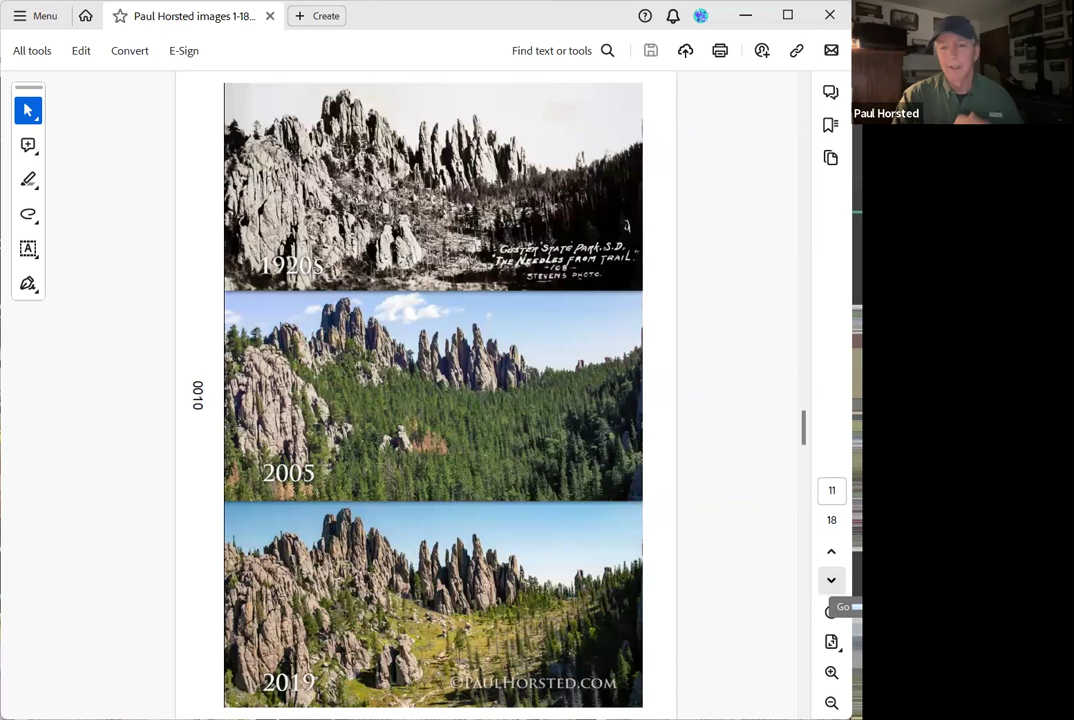 Menu
Paul Horsted images 1-18...
Create
All tools
Edit
Convert
E-Sign
Find text or tools
Paul Horsted
CUSTER STATE PARK. S.D.
"THE NEEDLES FROM TRAIL.
-108-
STEVENS PHOTO.
1920s
0010
2005
11
18
Go
2019
©PAULHORSTED.COM